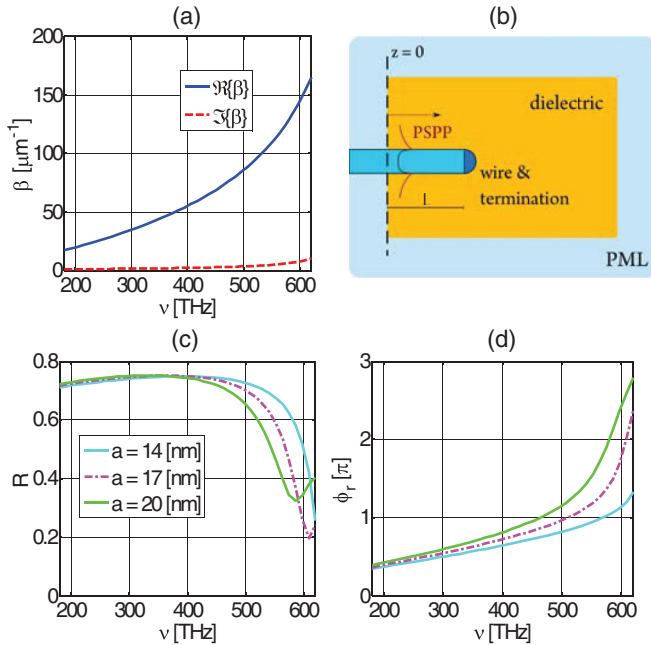 (a)
200
150
100
50
0
β [μm⁻¹]
ℜ{β}
ℑ{β}
200 300 400 500 600
ν [THz]
(b)
z = 0
dielectric
PSPP
wire &
termination
L
PML
(c)
0.8
0.6
0.4
0.2
0
R
a = 14 [nm]
a = 17 [nm]
a = 20 [nm]
200 300 400 500 600
ν [THz]
(d)
3
2
1
0
ϕr [π]
200 300 400 500 600
ν [THz]